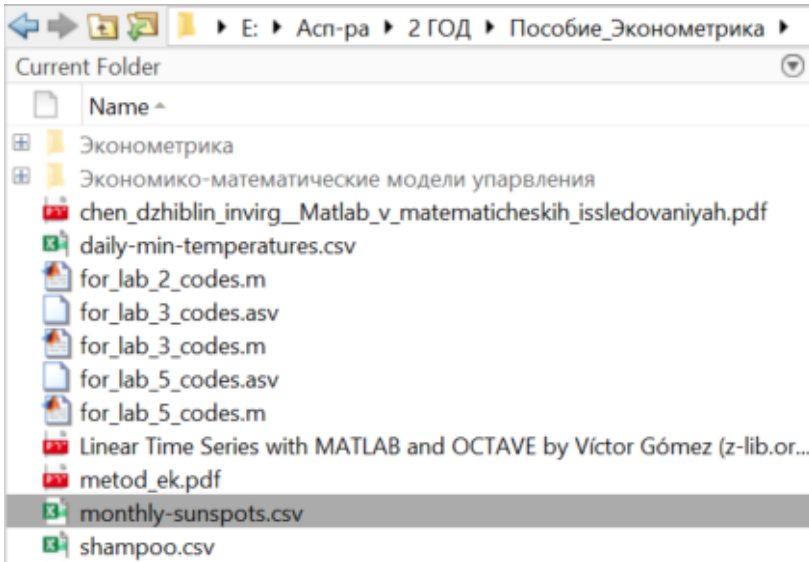 E: Асп-ра 2 ГОД Пособие_Эконометрика
Current Folder
Name
Эконометрика
Экономико-математические модели упарвления
chen_dzhiblin_invirg__Matlab_v_matematicheskih_issledovaniyah.pdf
daily-min-temperatures.csv
for_lab_2_codes.m
for_lab_3_codes.asv
for_lab_3_codes.m
for_lab_5_codes.asv
for_lab_5_codes.m
Linear Time Series with MATLAB and OCTAVE by Víctor Gómez (z-lib.or...
metod_ek.pdf
monthly-sunspots.csv
shampoo.csv